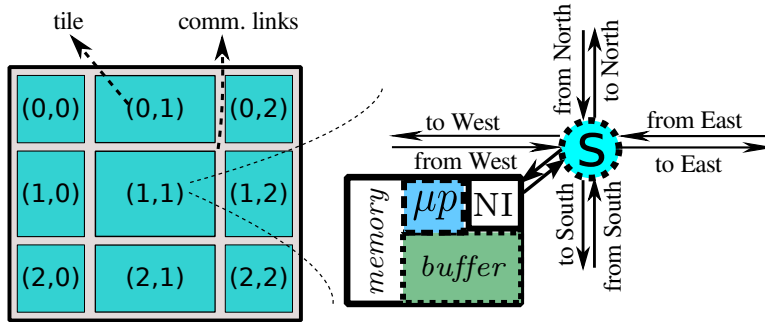 tile
comm. links
(0,0)
(0,1)
(0,2)
(1,0)
(1,1)
(1,2)
(2,0)
(2,1)
(2,2)
from North
to North
to West
from East
S
from West
to East
memory
μp
NI
buffer
to South
from South